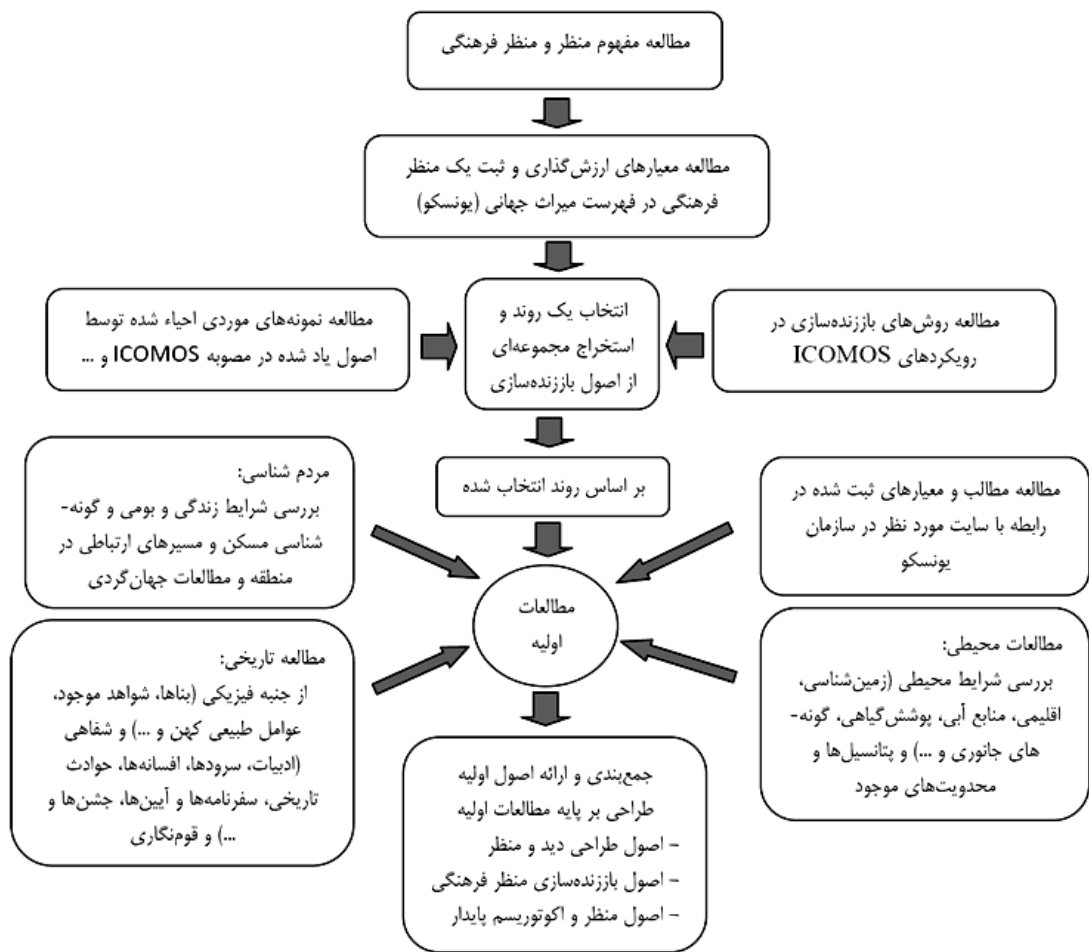 مطالعه مفهوم منظر و منظر فرهنگی
مطالعه معیارهای ارزش‌گذاری و ثبت یک منظر
فرهنگی در فهرست میراث جهانی (یونسکو)
مطالعه روش‌های باززنده‌سازی در
رویکردهای ICOMOS
انتخاب یک روند و
استخراج مجموعه‌ای
از اصول باززنده‌سازی
مطالعه نمونه‌های موردی احیاء شده توسط
اصول یاد شده در مصوبه ICOMOS و ...
بر اساس روند انتخاب شده
مطالعه مطالب و معیارهای ثبت شده در
رابطه با سایت مورد نظر در سازمان
یونسکو
مردم شناسی:
بررسی شرایط زندگی و بومی و گونه-
شناسی مسکن و مسیرهای ارتباطی در
منطقه و مطالعات جهان‌گردی
مطالعات
اولیه
مطالعات محیطی:
بررسی شرایط محیطی (زمین‌شناسی،
اقلیمی، منابع آبی، پوشش‌گیاهی، گونه-
های جانوری و ...) و پتانسیل‌ها و
محدویت‌های موجود
مطالعه تاریخی:
از جنبه فیزیکی (بناها، شواهد موجود،
عوامل طبیعی کهن و ...) و شفاهی
(ادبیات، سرودها، افسانه‌ها، حوادث
تاریخی، سفرنامه‌ها و آیین‌ها، جشن‌ها و
...) و قوم‌نگاری
جمع‌بندی و ارائه اصول اولیه
طراحی بر پایه مطالعات اولیه
- اصول طراحی دید و منظر
- اصول باززنده‌سازی منظر فرهنگی
- اصول منظر و اکوتوریسم پایدار